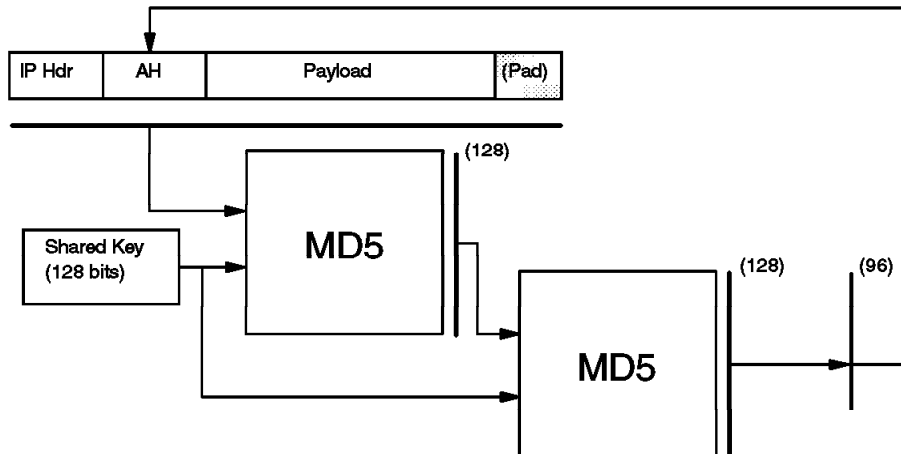 IP Hdr AH Payload (Pad)
(128)
MD5
Shared Key
(128 bits)
(128)
(96)
MD5